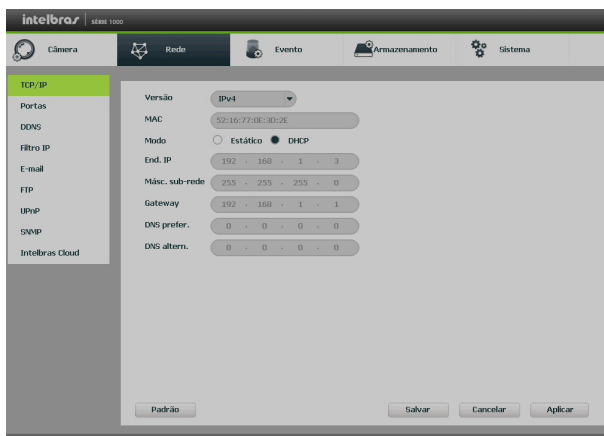 intelbras SÉRIE 1000
Câmera Rede Evento Armazenamento Sistema
TCP/IP
Portas
DDNS
Filtro IP
E-mail
FTP
UPnP
SNMP
Intelbras Cloud
Versão IPv4
MAC 52:16:77:0E:3D:2E
Modo Estático DHCP
End. IP 192 . 168 . 1 . 3
Másc. sub-rede 255 . 255 . 255 . 0
Gateway 192 . 168 . 1 . 1
DNS prefer. 0 . 0 . 0 . 0
DNS altern. 0 . 0 . 0 . 0
Padrão Salvar Cancelar Aplicar